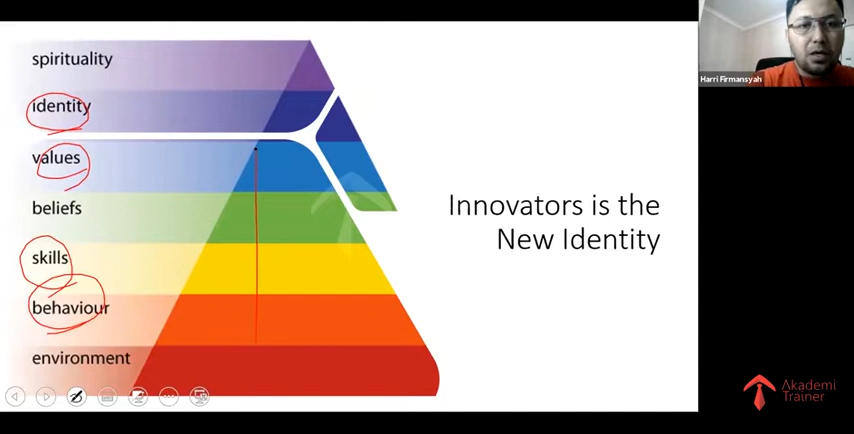 spirituality
identity
values
beliefs
skills
behaviour
environment
Innovators is the
New Identity
Harri Firmansyah
Akademi
Trainer